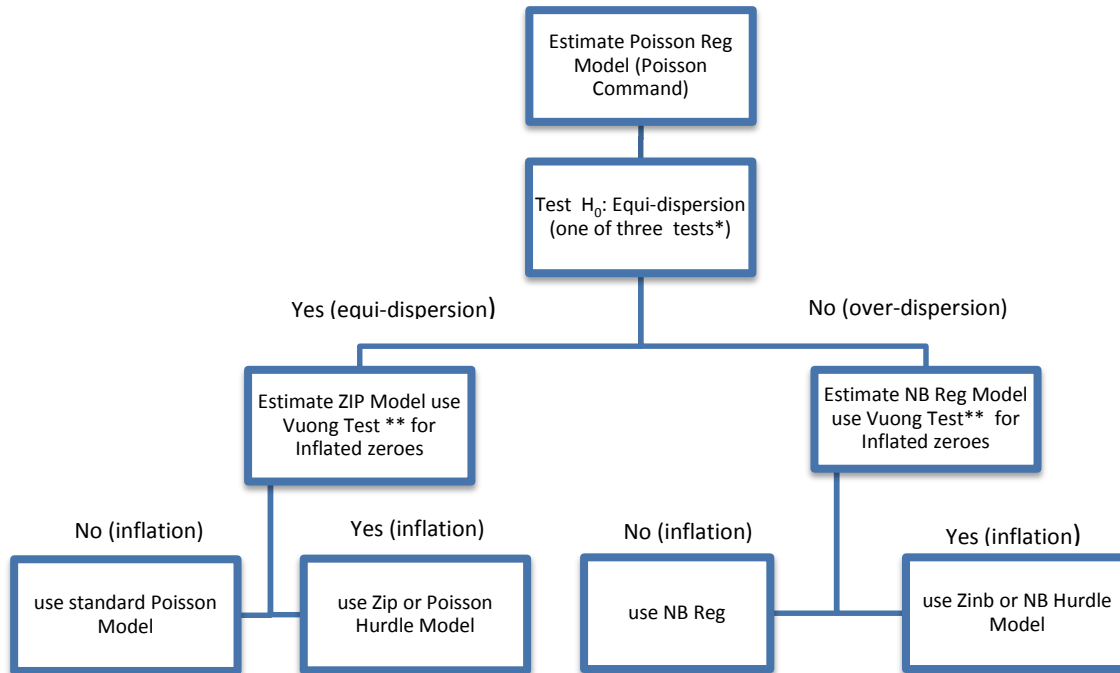 Estimate Poisson Reg
Model (Poisson
Command)
Test H₀: Equi-dispersion
(one of three tests*)
Yes (equi-dispersion)
No (over-dispersion)
Estimate ZIP Model use
Vuong Test ** for
Inflated zeroes
Estimate NB Reg Model
use Vuong Test** for
Inflated zeroes
No (inflation)
Yes (inflation)
No (inflation)
Yes (inflation)
use standard Poisson
Model
use Zip or Poisson
Hurdle Model
use NB Reg
use Zinb or NB Hurdle
Model